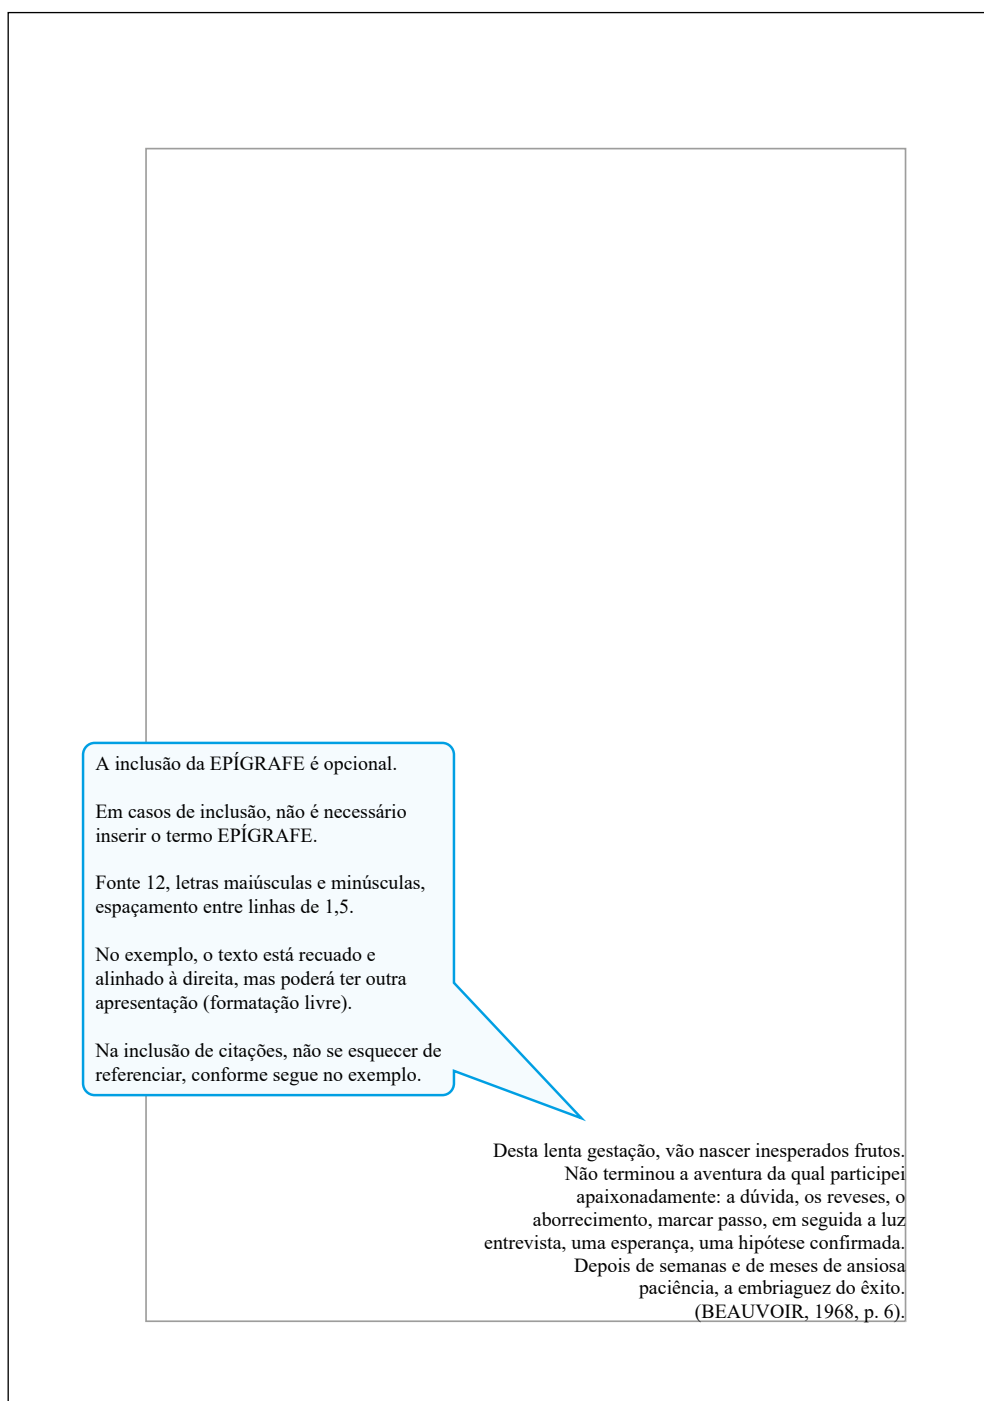 A inclusão da EPÍGRAFE é opcional.
Em casos de inclusão, não é necessário
inserir o termo EPÍGRAFE.
Fonte 12, letras maiúsculas e minúsculas,
espaçamento entre linhas de 1,5.
No exemplo, o texto está recuado e
alinhado à direita, mas poderá ter outra
apresentação (formatação livre).
Na inclusão de citações, não se esquecer de
referenciar, conforme segue no exemplo.
Desta lenta gestação, vão nascer inesperados frutos.
Não terminou a aventura da qual participei
apaixonadamente: a dúvida, os reveses, o
aborrecimento, marcar passo, em seguida a luz
entrevista, uma esperança, uma hipótese confirmada.
Depois de semanas e de meses de ansiosa
paciência, a embriaguez do êxito.
(BEAUVOIR, 1968, p. 6).